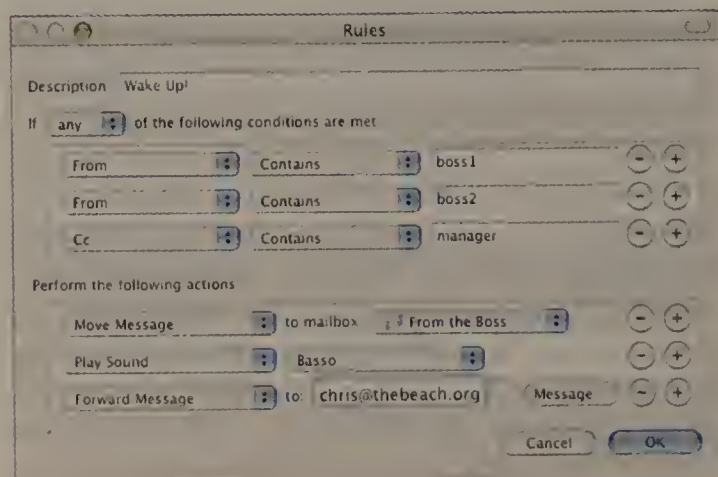 Rules
Description Wake Up!
If any of the following conditions are met
From Contains boss1
From Contains boss2
Cc Contains manager
Perform the following actions
Move Message to mailbox From the Boss
Play Sound Basso
Forward Message to: chris@thebeach.org Message
Cancel OK